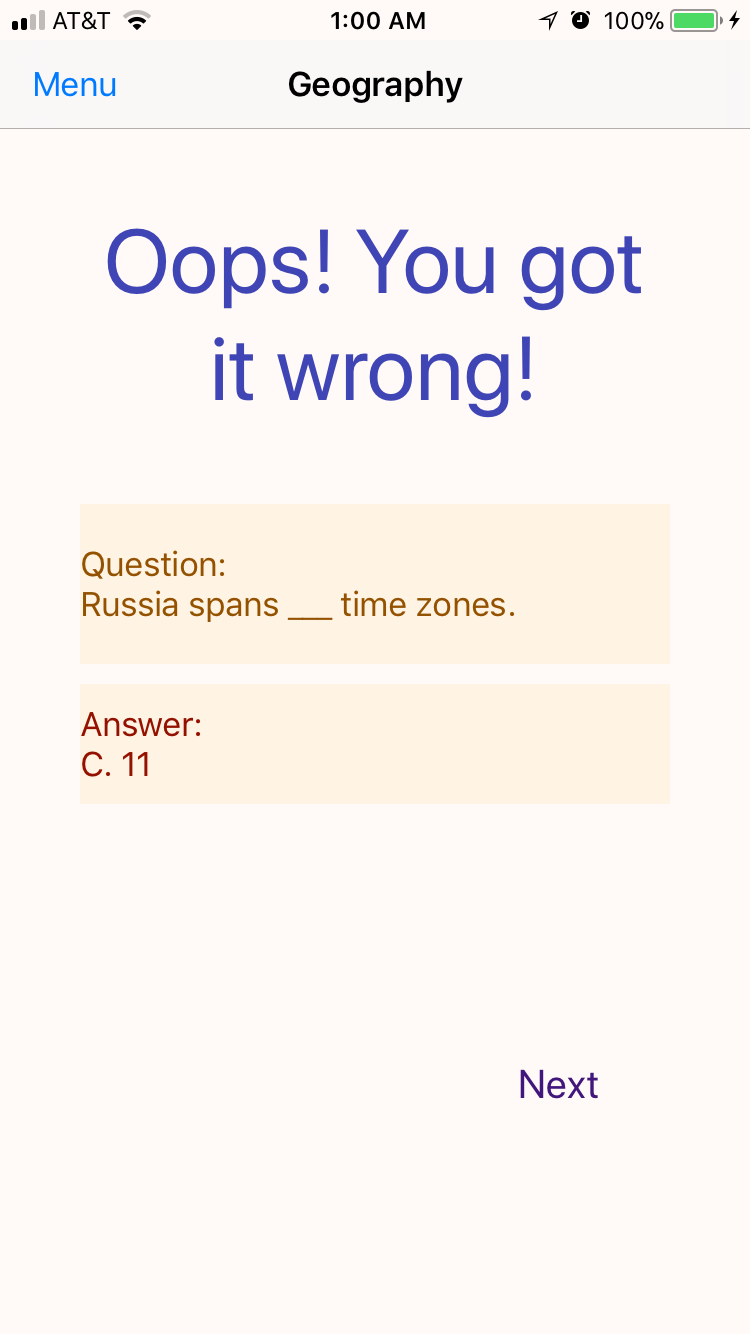 AT&T 1:00 AM 100%
Menu Geography
Oops! You got
it wrong!
Question:
Russia spans ___ time zones.
Answer:
C. 11
Next